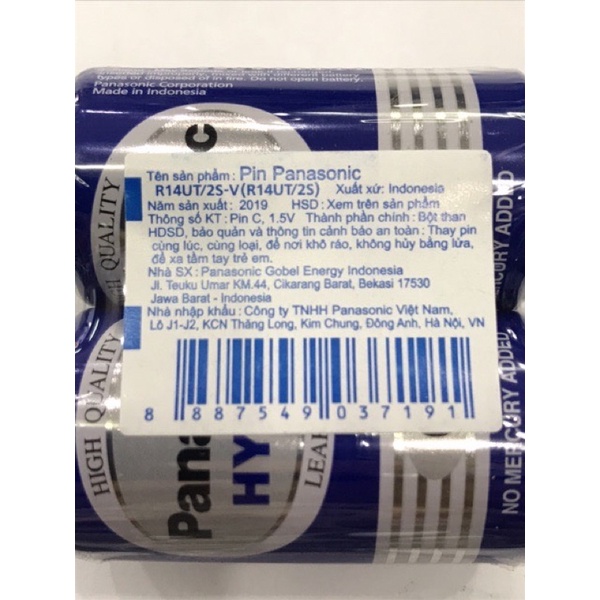 types or disposed of in fire. Do not open battery.
Panasonic Corporation
Made in Indonesia
QUALITY
c
Tên sản phẩm : Pin Panasonic
R14UT/2S-V(R14UT/2S) Xuất xứ: Indonesia
Năm sản xuất: 2019 HSD: Xem trên sản phẩm
Thông số KT : Pin C, 1.5V Thành phần chính : Bột than
HDSD, bảo quản và thông tin cảnh báo an toàn : Thay pin
cùng lúc, cùng loại, để nơi khô ráo, không hủy bằng lửa,
để xa tầm tay trẻ em.
Nhà SX : Panasonic Gobel Energy Indonesia
Jl. Teuku Umar KM.44, Cikarang Barat, Bekasi 17530
Jawa Barat - Indonesia
Nhà nhập khẩu : Công ty TNHH Panasonic Việt Nam,
Lô J1-J2, KCN Thăng Long, Kim Chung, Đông Anh, Hà Nội, VN
8 887549 037191
ADDED
HIGH QUALITY
Pana
HY
LEA
NO MERCURY ADDED